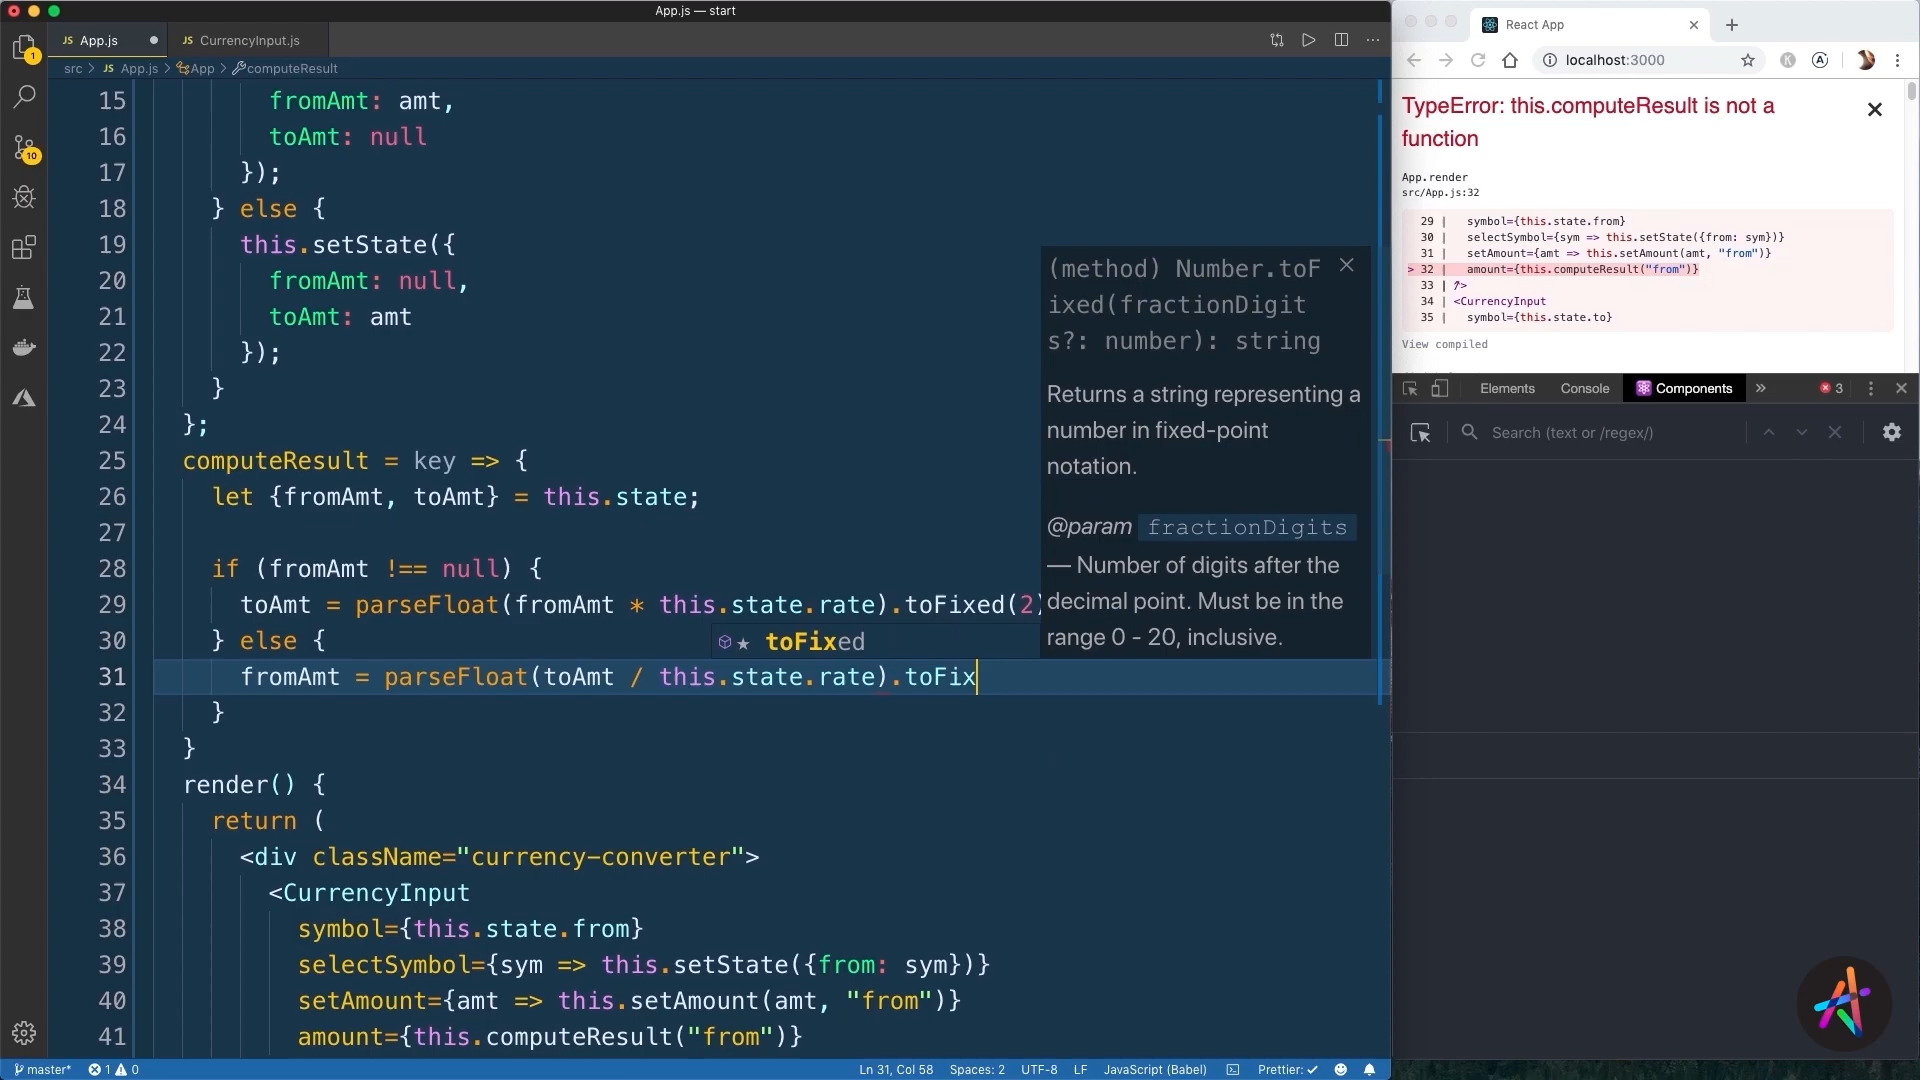 App.js — start
JS App.js
JS CurrencyInput.js
src > JS App.js > App > computeResult
15 fromAmt: amt,
16 toAmt: null
17 });
18 } else {
19 this.setState({
20 fromAmt: null,
21 toAmt: amt
22 });
23 }
24 };
25 computeResult = key => {
26 let {fromAmt, toAmt} = this.state;
27
28 if (fromAmt !== null) {
29 toAmt = parseFloat(fromAmt * this.state.rate).toFixed(2)
30 } else {
31 fromAmt = parseFloat(toAmt / this.state.rate).toFix
32 }
33 }
34 render() {
35 return (
36 <div className="currency-converter">
37 <CurrencyInput
38 symbol={this.state.from}
39 selectSymbol={sym => this.setState({from: sym})}
40 setAmount={amt => this.setAmount(amt, "from")}
41 amount={this.computeResult("from")}
toFixed
(method) Number.toF
ixed(fractionDigit
s?: number): string
Returns a string representing a
number in fixed-point
notation.
@param fractionDigits
— Number of digits after the
decimal point. Must be in the
range 0 - 20, inclusive.
1
10
master* 1 0
Ln 31, Col 58 Spaces: 2 UTF-8 LF JavaScript (Babel) Prettier: ✓
React App
localhost:3000
TypeError: this.computeResult is not a
function
App.render
src/App.js:32
29 | symbol={this.state.from}
30 | selectSymbol={sym => this.setState({from: sym})}
31 | setAmount={amt => this.setAmount(amt, "from")}
> 32 | amount={this.computeResult("from")}
33 | />
34 | <CurrencyInput
35 | symbol={this.state.to}
View compiled
Elements Console Components » 3
Search (text or /regex/)